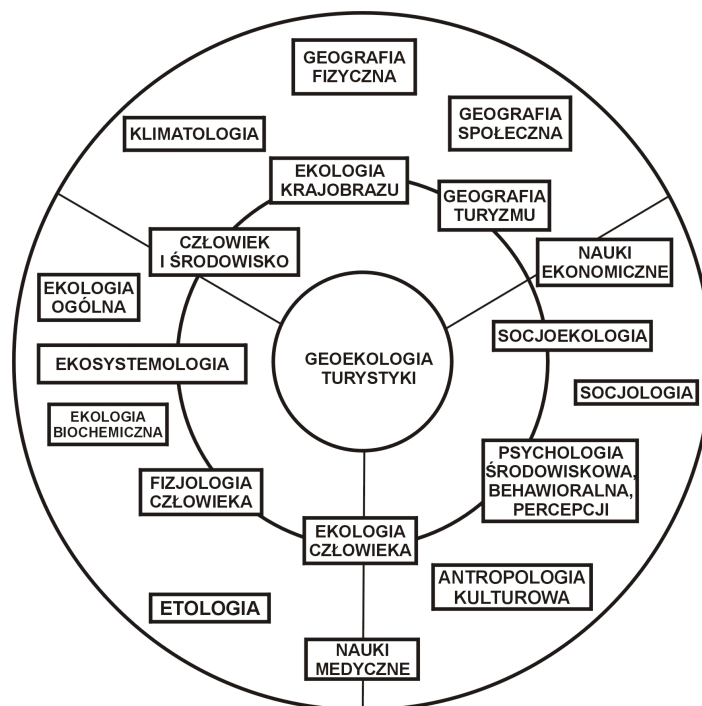 GEOGRAFIA
FIZYCZNA
GEOGRAFIA
SPOŁECZNA
KLIMATOLOGIA
EKOLOGIA
KRAJOBRAZU
GEOGRAFIA
TURYZMU
CZŁOWIEK
I ŚRODOWISKO
NAUKI
EKONOMICZNE
EKOLOGIA
OGÓLNA
SOCJOEKOLOGIA
GEOEKOLOGIA
TURYSTYKI
EKOSYSTEMOLOGIA
SOCJOLOGIA
EKOLOGIA
BIOCHEMICZNA
PSYCHOLOGIA
ŚRODOWISKOWA,
BEHAWIORALNA,
PERCEPCJI
FIZJOLOGIA
CZŁOWIEKA
EKOLOGIA
CZŁOWIEKA
ANTROPOLOGIA
KULTUROWA
ETOLOGIA
NAUKI
MEDYCZNE